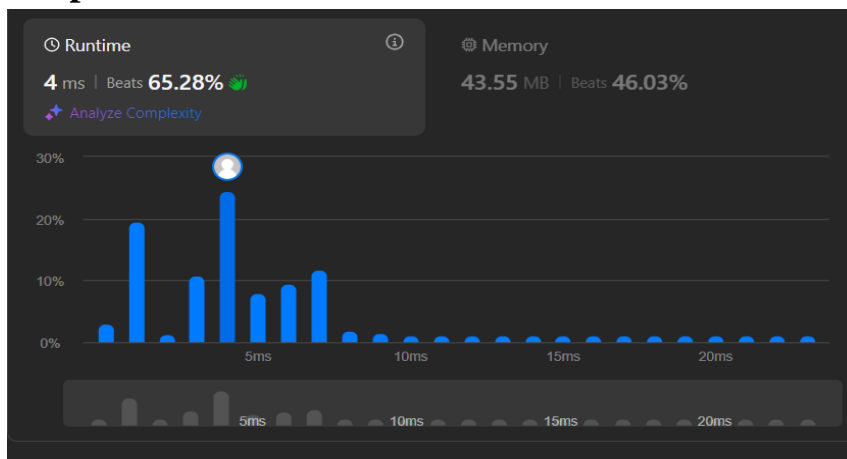 Runtime
4 ms | Beats 65.28%
Analyze Complexity
Memory
43.55 MB | Beats 46.03%
30%
20%
10%
0%
5ms 10ms 15ms 20ms
5ms 10ms 15ms 20ms